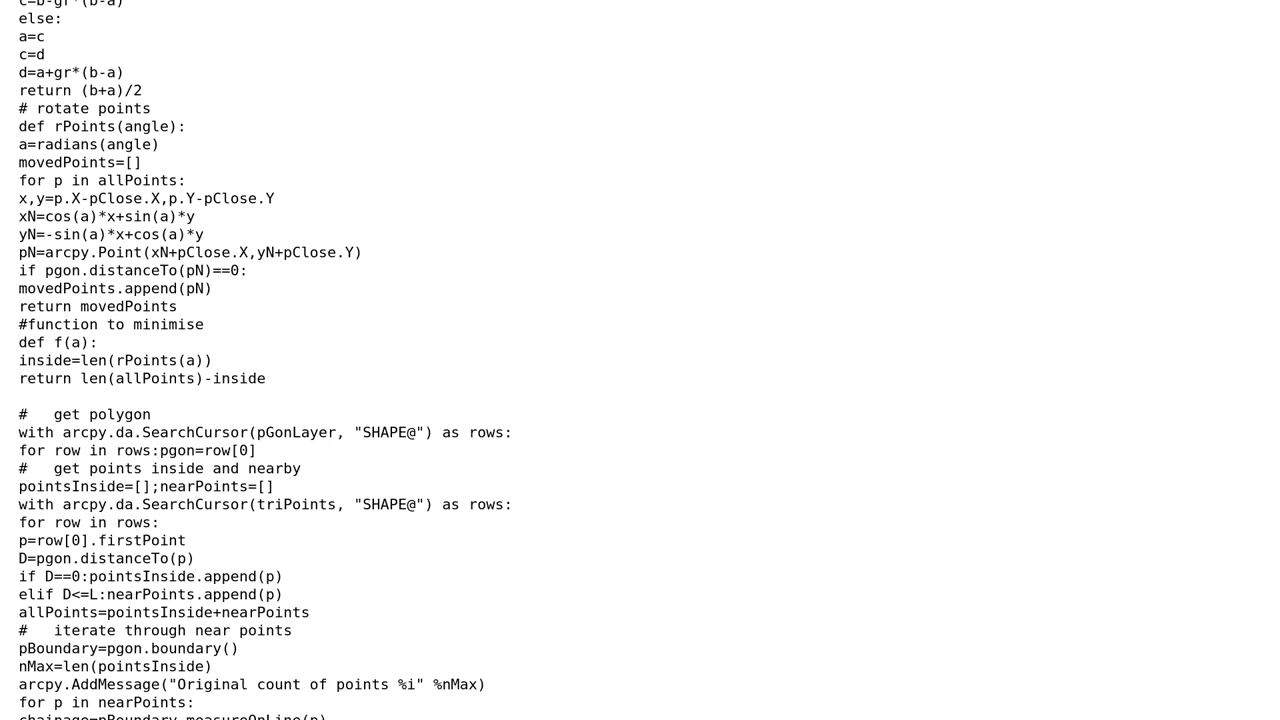 c=b-gr*(b-a)
else:
a=c
c=d
d=a+gr*(b-a)
return (b+a)/2
# rotate points
def rPoints(angle):
a=radians(angle)
movedPoints=[]
for p in allPoints:
x,y=p.X-pClose.X,p.Y-pClose.Y
xN=cos(a)*x+sin(a)*y
yN=-sin(a)*x+cos(a)*y
pN=arcpy.Point(xN+pClose.X,yN+pClose.Y)
if pgon.distanceTo(pN)==0:
movedPoints.append(pN)
return movedPoints
#function to minimise
def f(a):
inside=len(rPoints(a))
return len(allPoints)-inside
#   get polygon
with arcpy.da.SearchCursor(pGonLayer, "SHAPE@") as rows:
for row in rows:pgon=row[0]
#   get points inside and nearby
pointsInside=[];nearPoints=[]
with arcpy.da.SearchCursor(triPoints, "SHAPE@") as rows:
for row in rows:
p=row[0].firstPoint
D=pgon.distanceTo(p)
if D==0:pointsInside.append(p)
elif D<=L:nearPoints.append(p)
allPoints=pointsInside+nearPoints
#   iterate through near points
pBoundary=pgon.boundary()
nMax=len(pointsInside)
arcpy.AddMessage("Original count of points %i" %nMax)
for p in nearPoints:
chainage=pBoundary.measureOnLine(p)